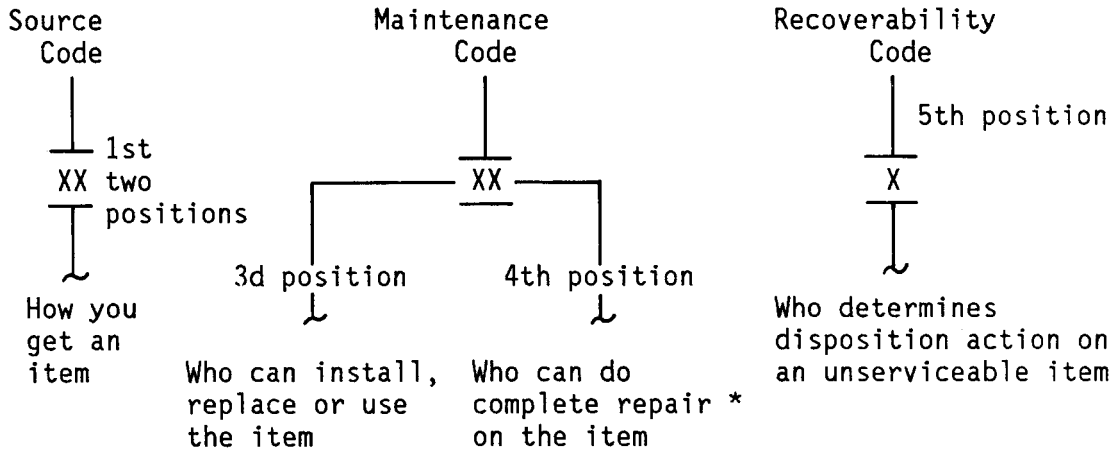 Source
Code
1st
XX two
positions
How you
get an
item
Maintenance
Code
XX
3d position
4th position
Who can install,
replace or use
the item
Who can do
complete repair *
on the item
Recoverability
Code
5th position
X
Who determines
disposition action on
an unserviceable item